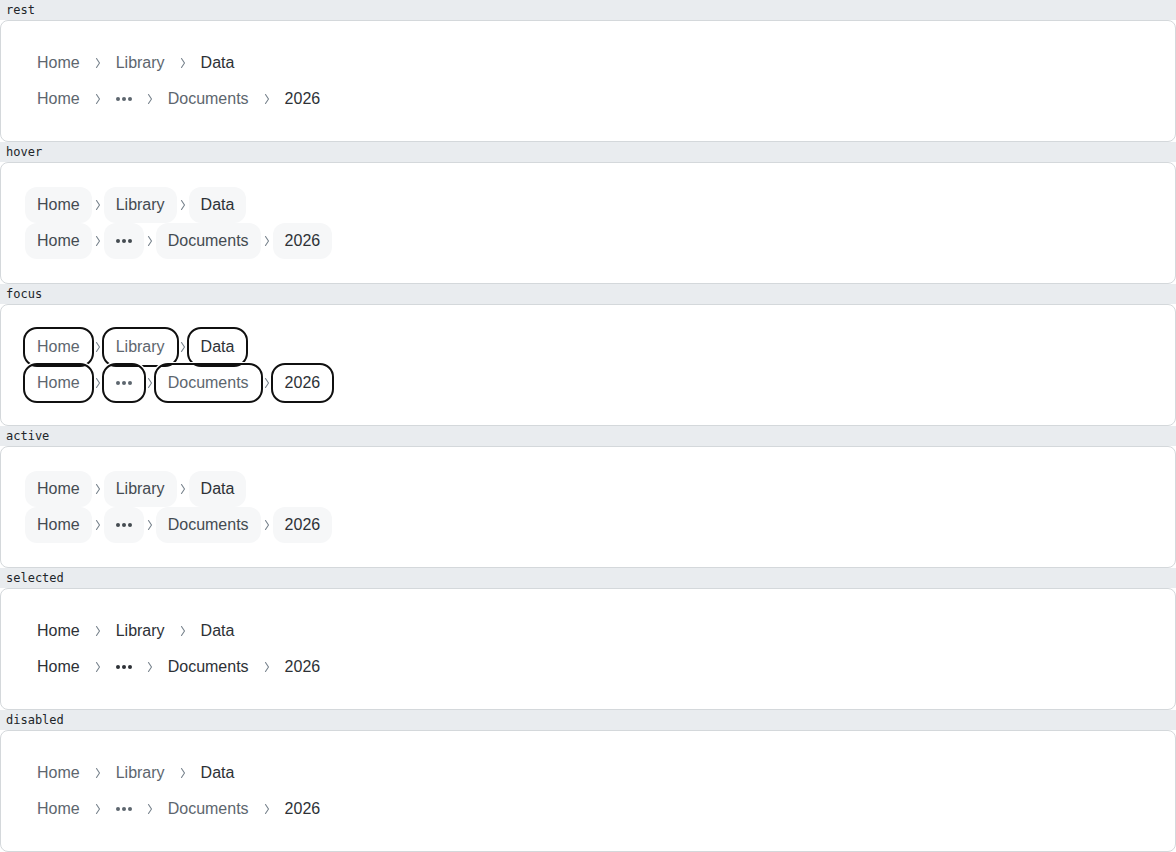 rest
Home › Library › Data
Home › ••• › Documents › 2026
hover
Home › Library › Data
Home › ••• › Documents › 2026
focus
Home › Library › Data
Home › ••• › Documents › 2026
active
Home › Library › Data
Home › ••• › Documents › 2026
selected
Home › Library › Data
Home › ••• › Documents › 2026
disabled
Home › Library › Data
Home › ••• › Documents › 2026